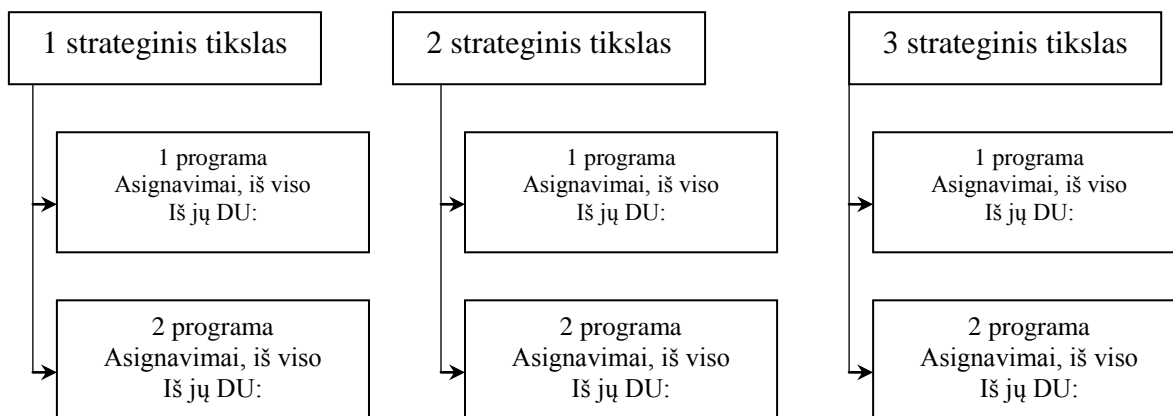 1 strateginis tikslas
2 strateginis tikslas
3 strateginis tikslas
1 programa
Asignavimai, iš viso
Iš jų DU:
1 programa
Asignavimai, iš viso
Iš jų DU:
1 programa
Asignavimai, iš viso
Iš jų DU:
2 programa
Asignavimai, iš viso
Iš jų DU:
2 programa
Asignavimai, iš viso
Iš jų DU:
2 programa
Asignavimai, iš viso
Iš jų DU: